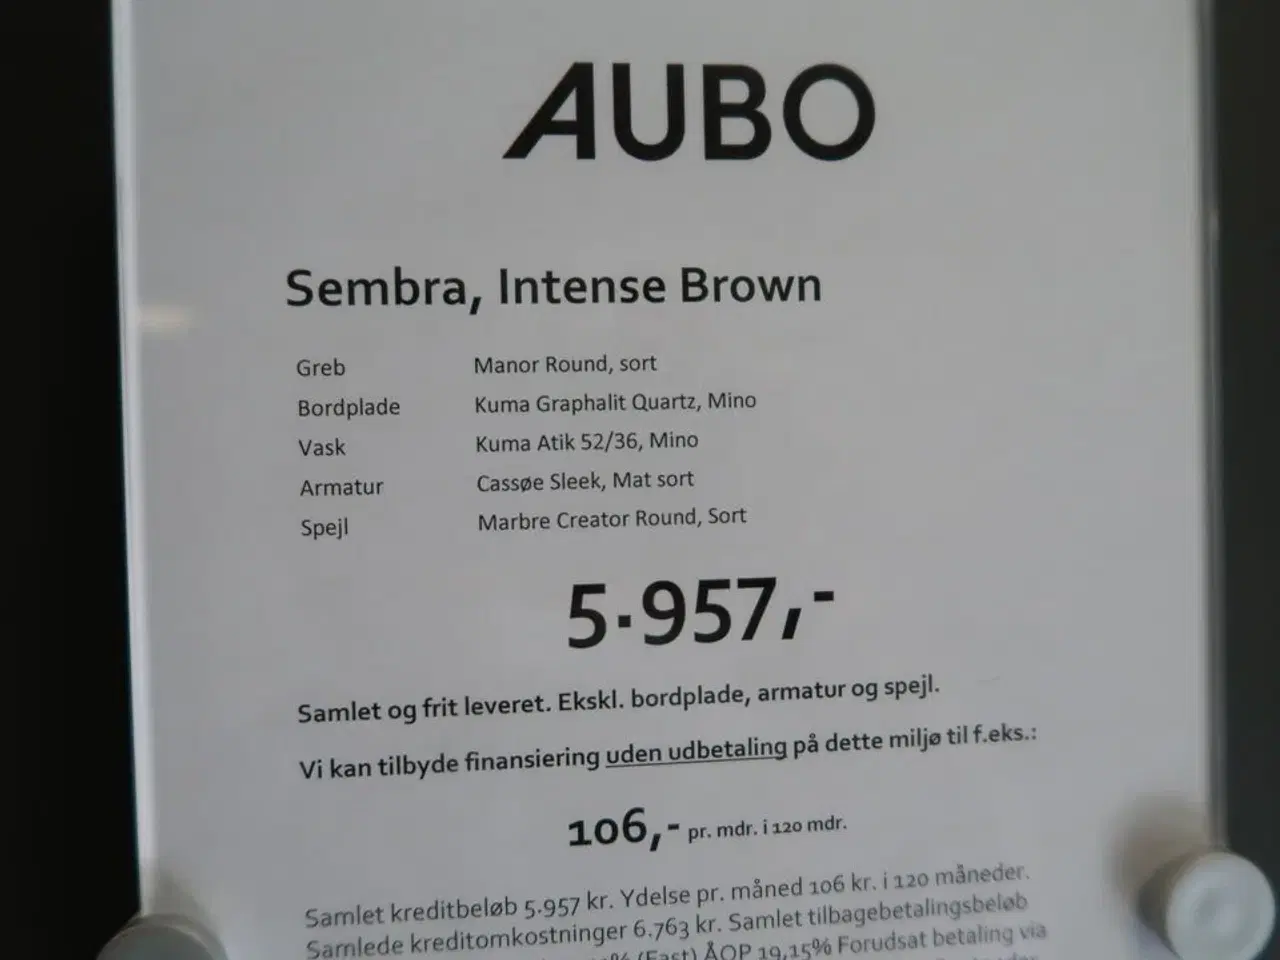 AUBO
Sembra, Intense Brown
Greb Manor Round, sort
Bordplade Kuma Graphalit Quartz, Mino
Vask Kuma Atik 52/36, Mino
Armatur Cassøe Sleek, Mat sort
Spejl Marbre Creator Round, Sort
5.957,-
Samlet og frit leveret. Ekskl. bordplade, armatur og spejl.
Vi kan tilbyde finansiering uden udbetaling på dette miljø til f.eks.:
106,- pr. mdr. i 120 mdr.
Samlet kreditbeløb 5.957 kr. Ydelse pr. måned 106 kr. i 120 måneder.
Samlede kreditomkostninger 6.763 kr. Samlet tilbagebetalingsbeløb
% (Fast) ÅOP 19,15% Forudsat betaling via